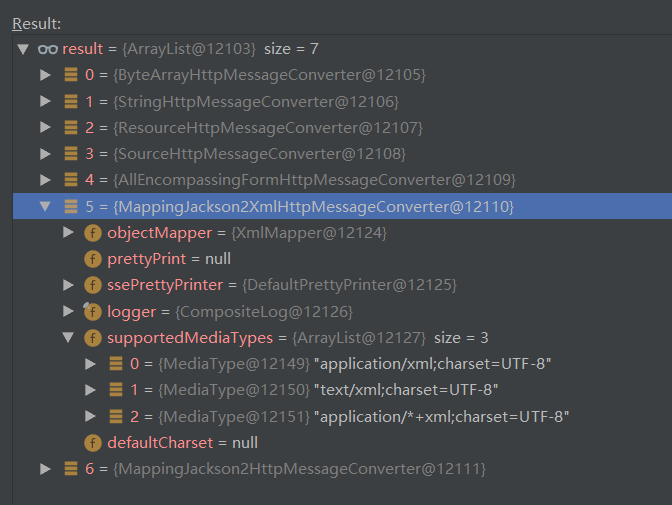 Result:
result = {ArrayList@12103} size = 7
0 = {ByteArrayHttpMessageConverter@12105}
1 = {StringHttpMessageConverter@12106}
2 = {ResourceHttpMessageConverter@12107}
3 = {SourceHttpMessageConverter@12108}
4 = {AllEncompassingFormHttpMessageConverter@12109}
5 = {MappingJackson2XmlHttpMessageConverter@12110}
f objectMapper = {XmlMapper@12124}
f prettyPrint = null
f ssePrettyPrinter = {DefaultPrettyPrinter@12125}
f logger = {CompositeLog@12126}
f supportedMediaTypes = {ArrayList@12127} size = 3
0 = {MediaType@12149} "application/xml;charset=UTF-8"
1 = {MediaType@12150} "text/xml;charset=UTF-8"
2 = {MediaType@12151} "application/*+xml;charset=UTF-8"
f defaultCharset = null
6 = {MappingJackson2HttpMessageConverter@12111}